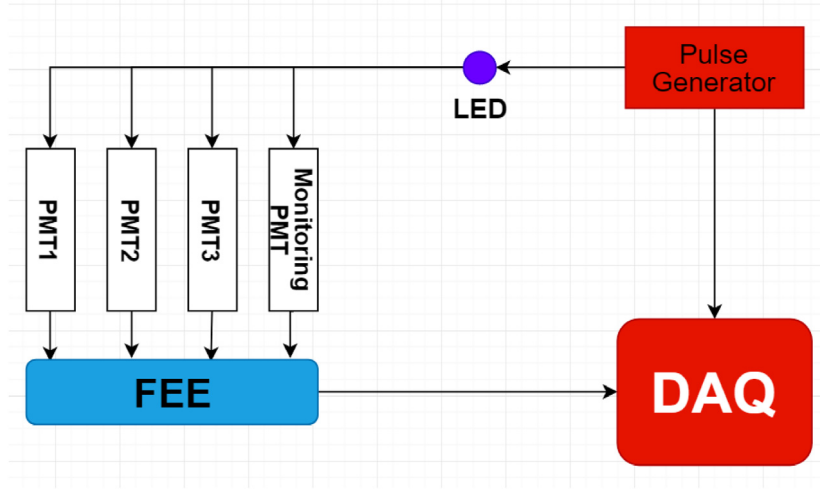 Pulse
Generator
LED
PMT1
PMT2
PMT3
Monitoring
PMT
FEE
DAQ